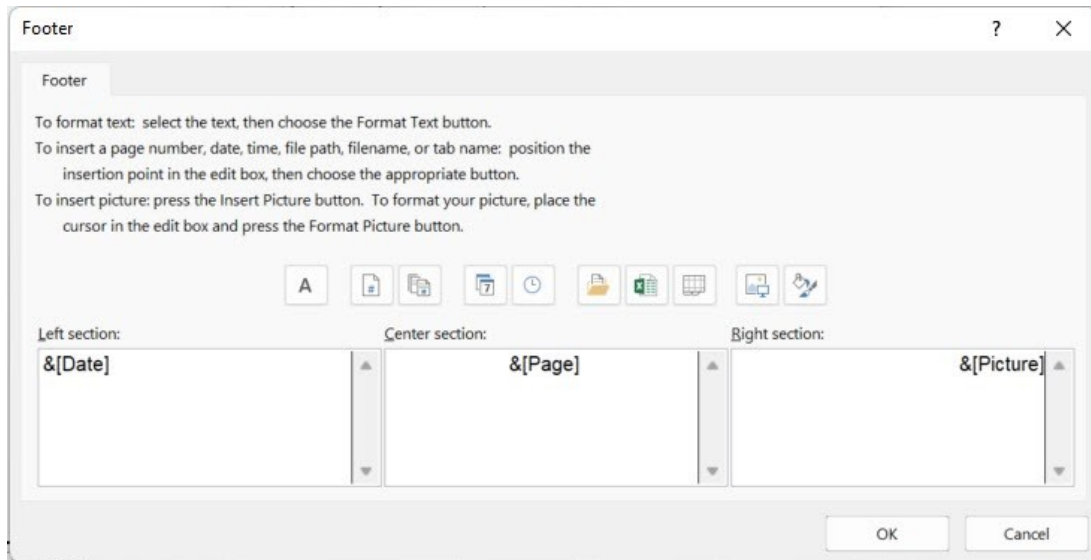 Footer
?
Footer
To format text: select the text, then choose the Format Text button.
To insert a page number, date, time, file path, filename, or tab name: position the
insertion point in the edit box, then choose the appropriate button.
To insert picture: press the Insert Picture button. To format your picture, place the
cursor in the edit box and press the Format Picture button.
A # # 7 X
Left section: Center section: Right section:
&[Date] &[Page] &[Picture]
OK Cancel